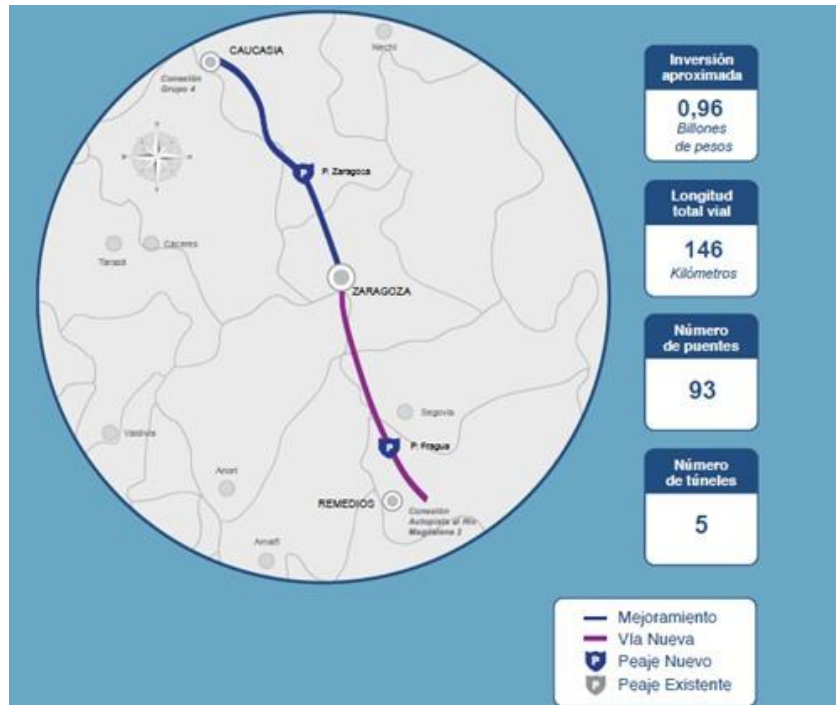 CAUCASIA
Conexión
Grupo 4
Nechí
P. Zaragoza
Tarazá
Cáceres
ZARAGOZA
Segovia
Valdivia
P. Fragua
Anorí
REMEDIOS
Conexión
Autopista al Río
Magdalena 2
Amalfi
Inversión
aproximada
0,96
Billones
de pesos
Longitud
total vial
146
Kilómetros
Número
de puentes
93
Número
de túneles
5
Mejoramiento
Vía Nueva
P Peaje Nuevo
P Peaje Existente